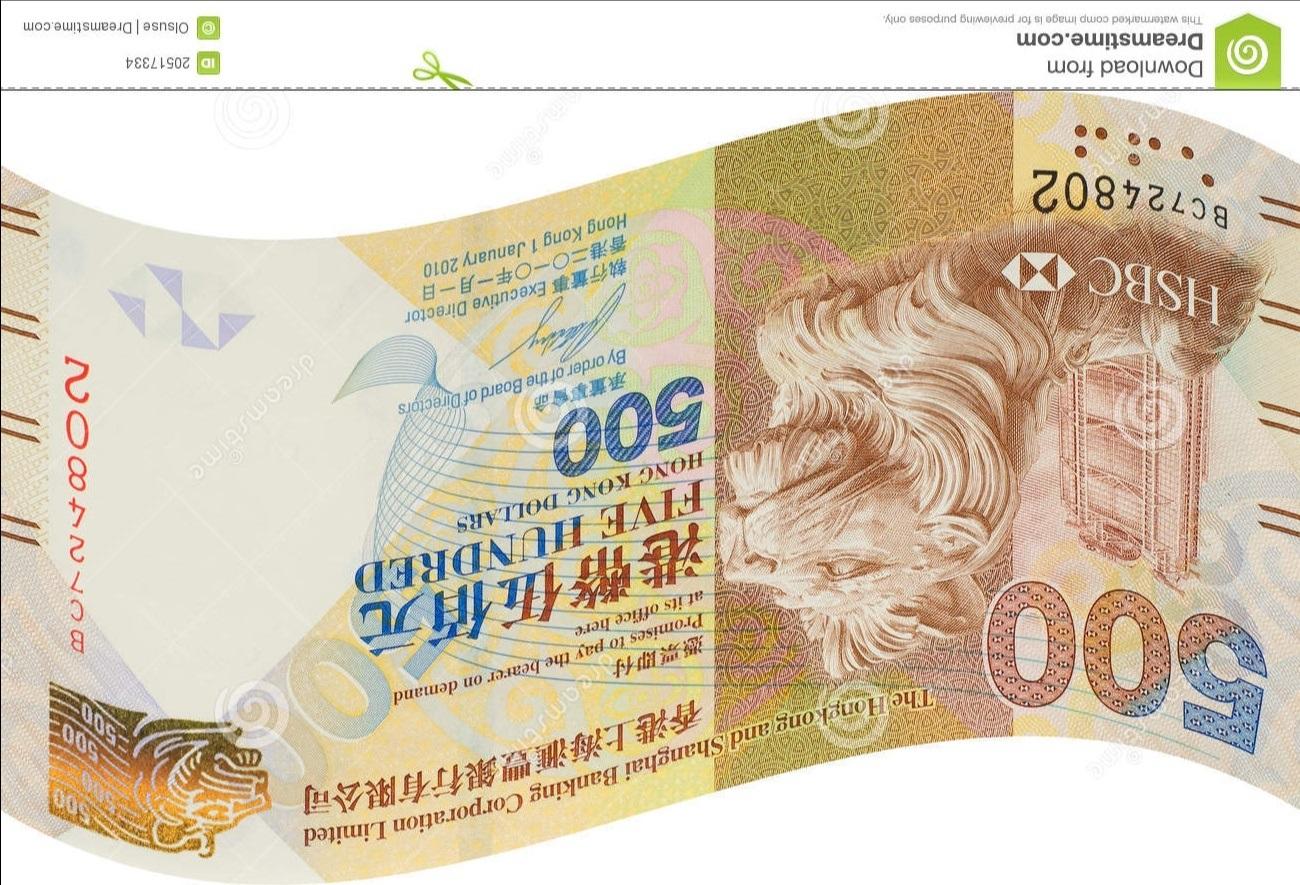 The Hongkong and Shanghai Banking Corporation Limited
香港上海滙豐銀行有限公司
500
500
500
500
500
憑票即付
Promises to pay the bearer on demand
at its office here
港幣伍佰元
FIVE HUNDRED
HONG KONG DOLLARS
500
承董事會命
By order of the Board of Directors
執行董事 Executive Director
香港二〇一〇年一月一日
Hong Kong 1 January 2010
HSBC
BC724802
BC724802
dreamstime
Download from
Dreamstime.com
This watermarked comp image is for previewing purposes only.
ID 20517334
© Olsuse | Dreamstime.com